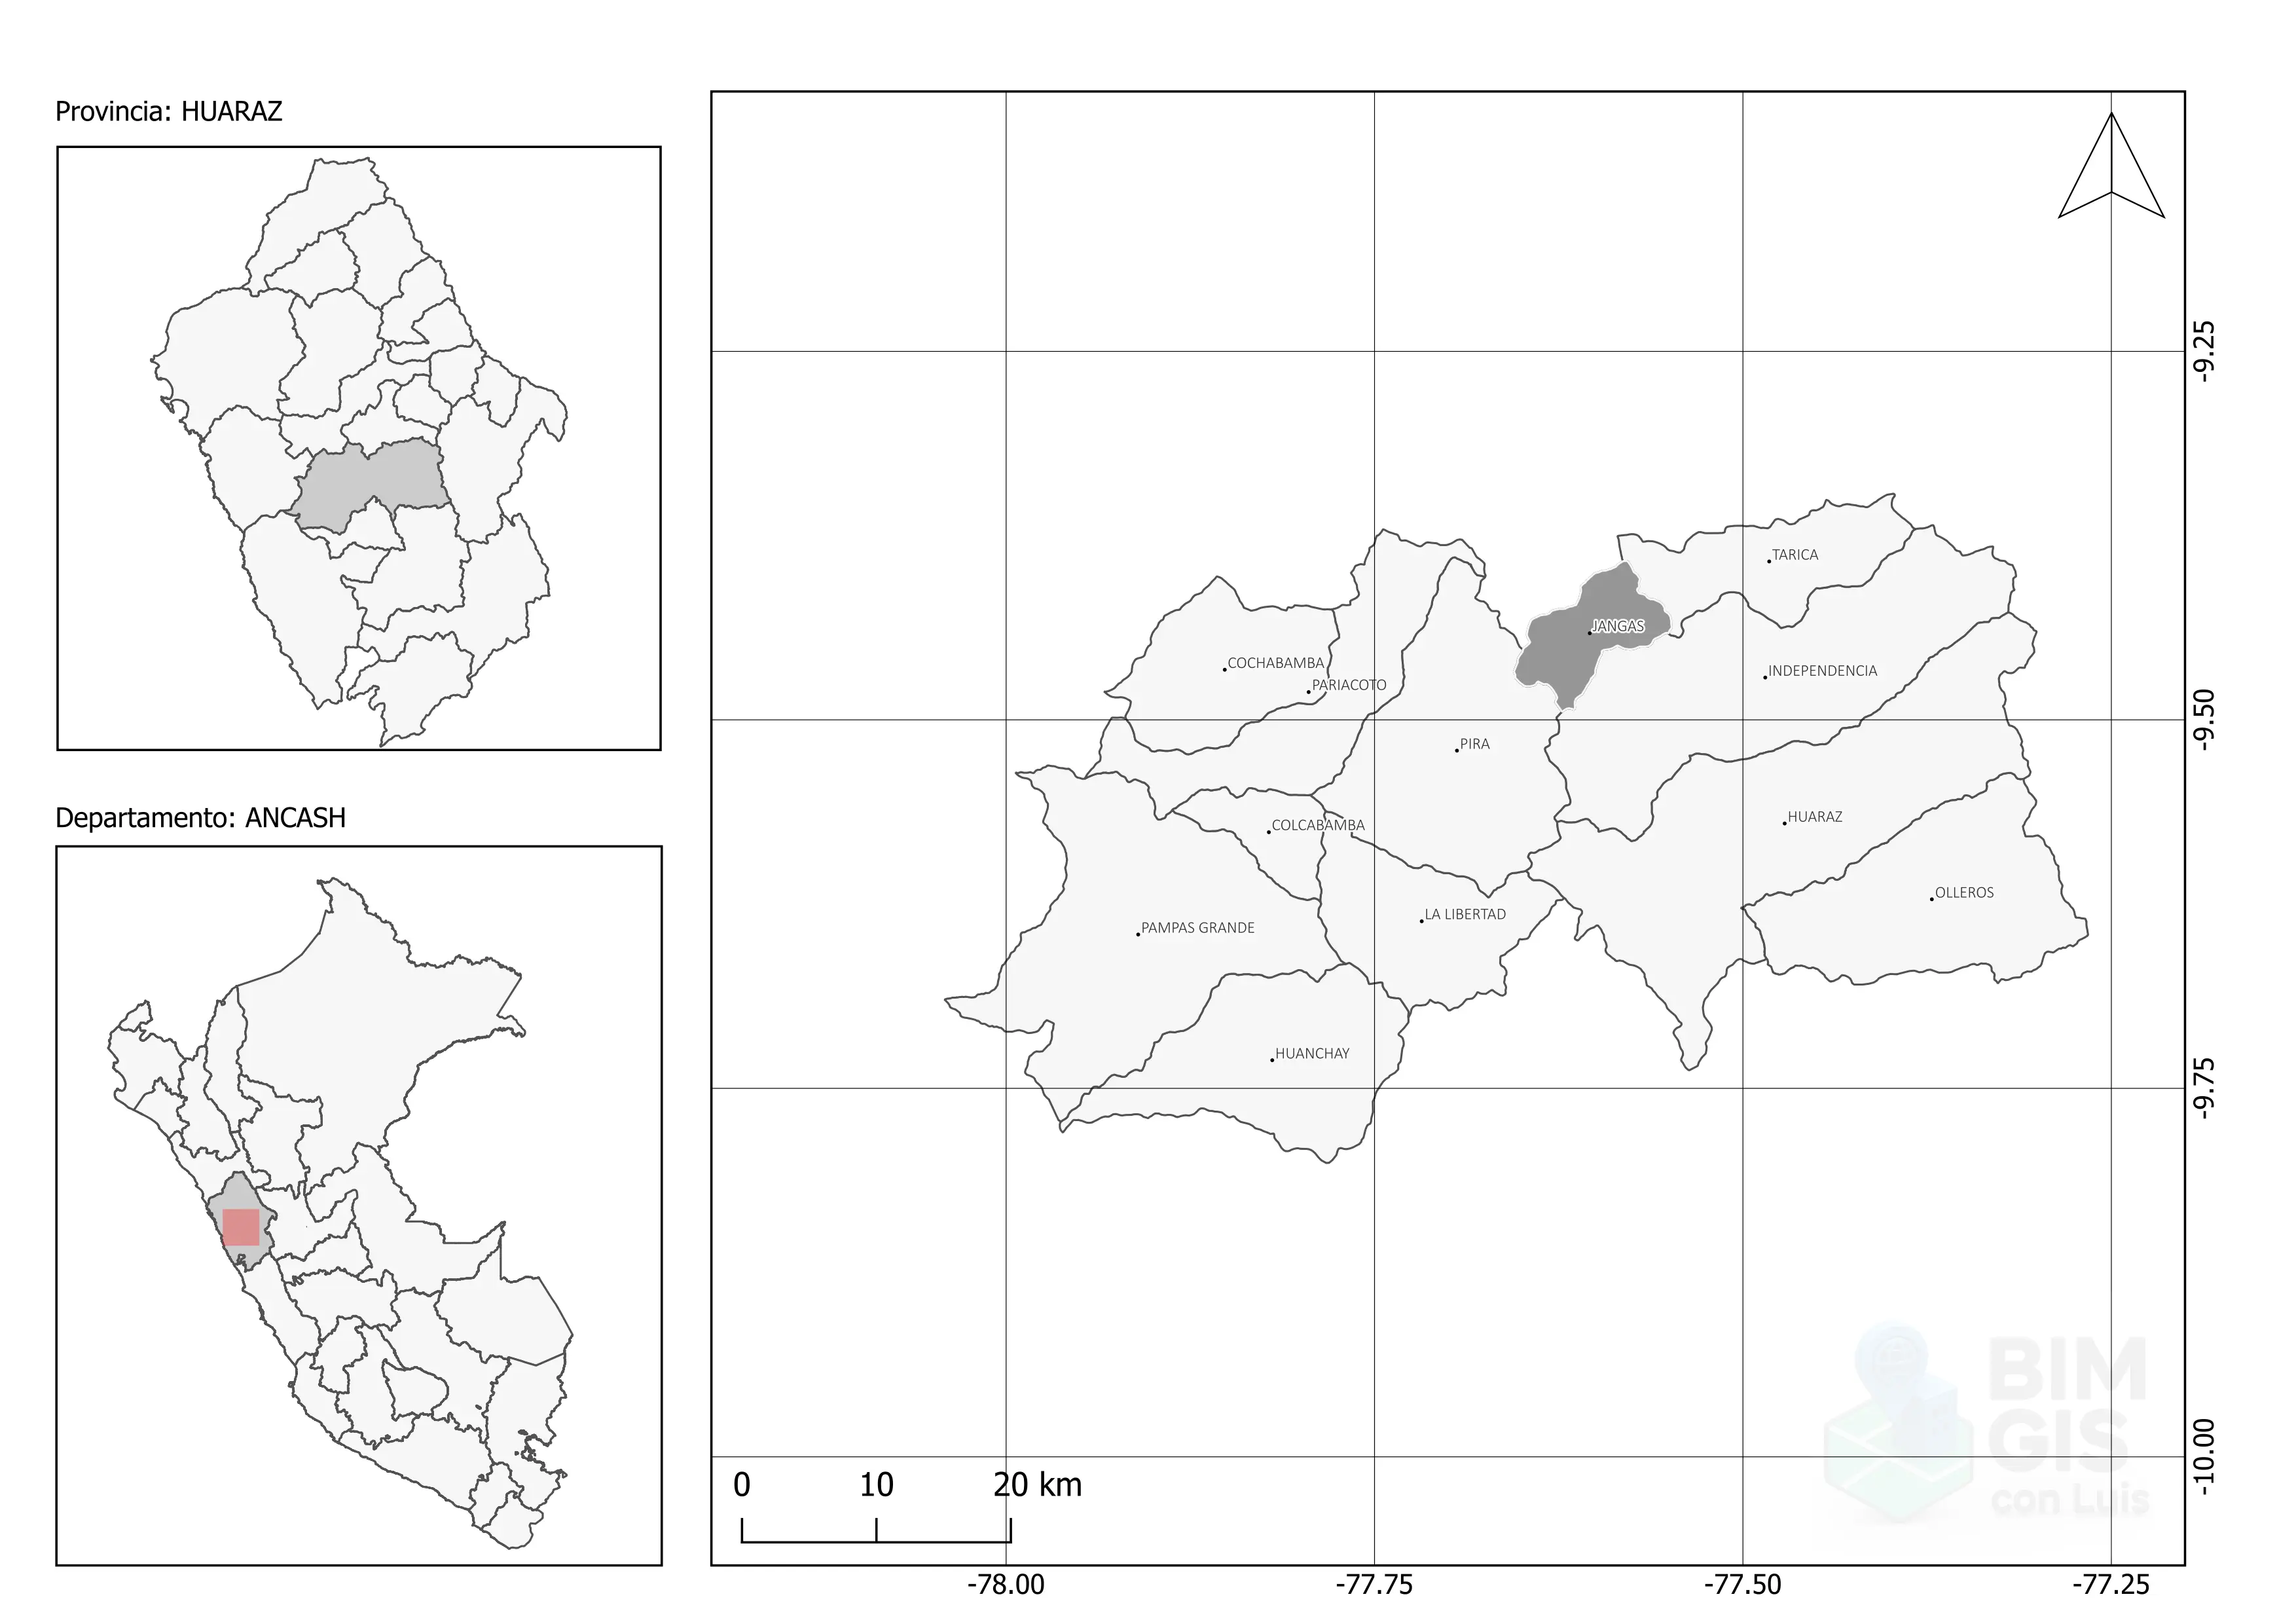 Provincia: HUARAZ
Departamento: ANCASH
TARICA
JANGAS
COCHABAMBA
INDEPENDENCIA
PARIACOTO
PIRA
HUARAZ
COLCABAMBA
OLLEROS
LA LIBERTAD
PAMPAS GRANDE
HUANCHAY
-9.25
-9.50
-9.75
-10.00
BIM
GIS
con Luis
0 10 20 km
-78.00 -77.75 -77.50 -77.25